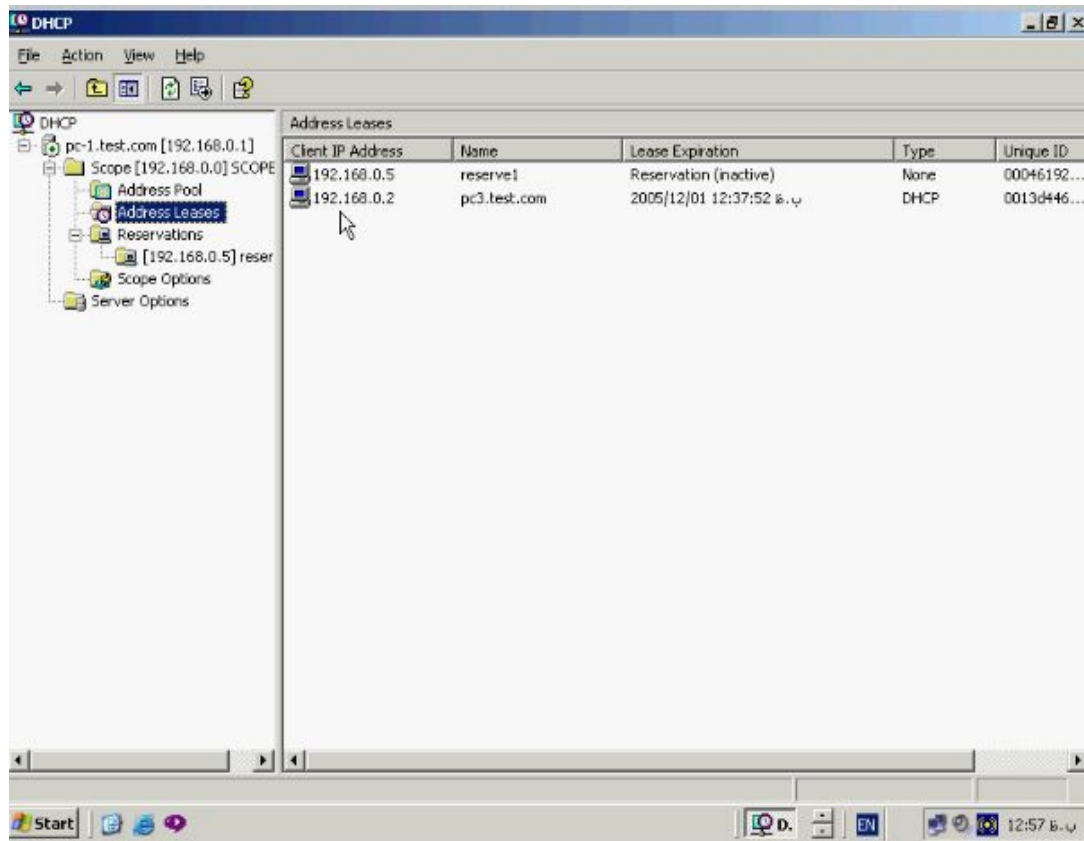 DHCP
File Action View Help
DHCP
pc-1.test.com [192.168.0.1]
Scope [192.168.0.0] SCOPE
Address Pool
Address Leases
Reservations
[192.168.0.5] reser
Scope Options
Server Options
Address Leases
Client IP Address Name Lease Expiration Type Unique ID
192.168.0.5 reserve1 Reservation (inactive) None 00046192...
192.168.0.2 pc3.test.com 2005/12/01 12:37:52 ب.ظ DHCP 0013d446...
Start D. EN 12:57 ب.ظ